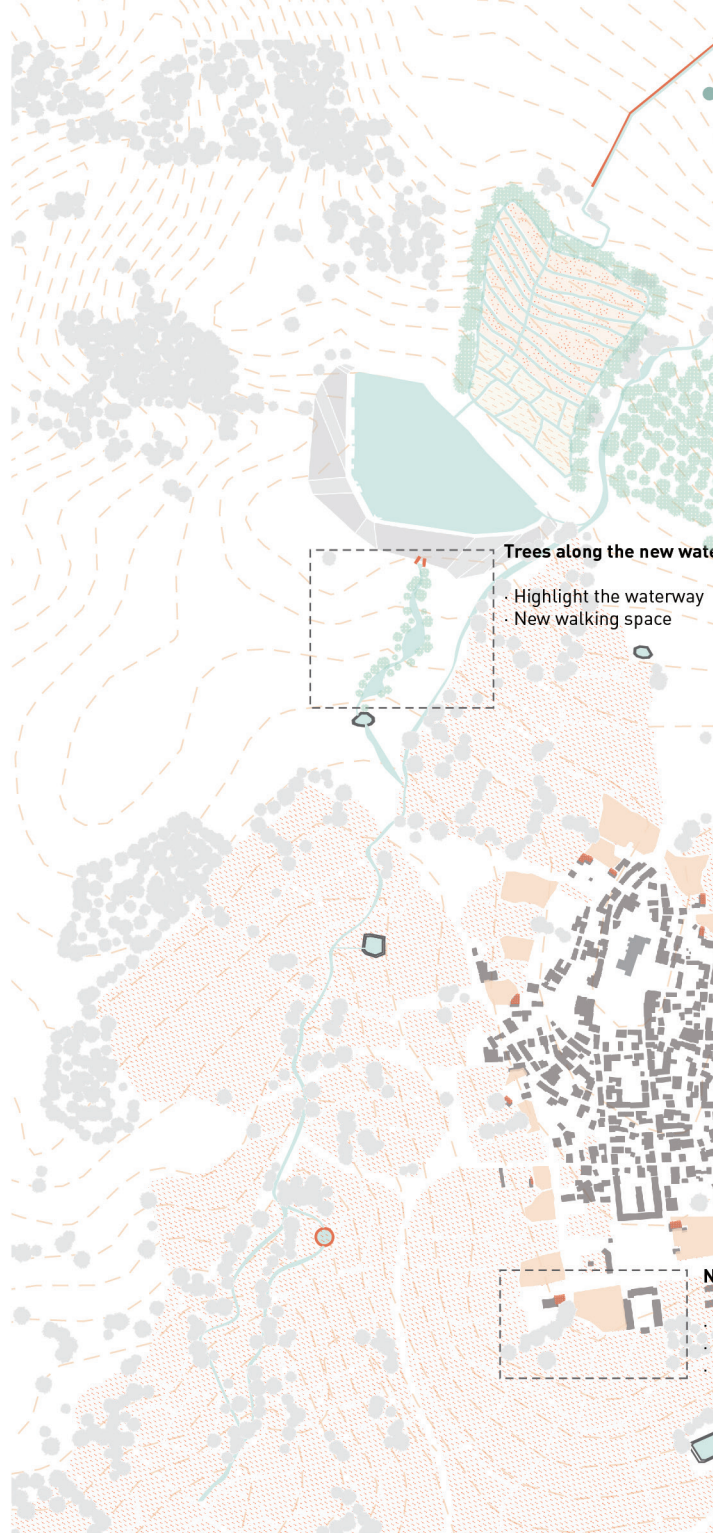 Trees along the new wate
· Highlight the waterway
· New walking space
N
·
·
·